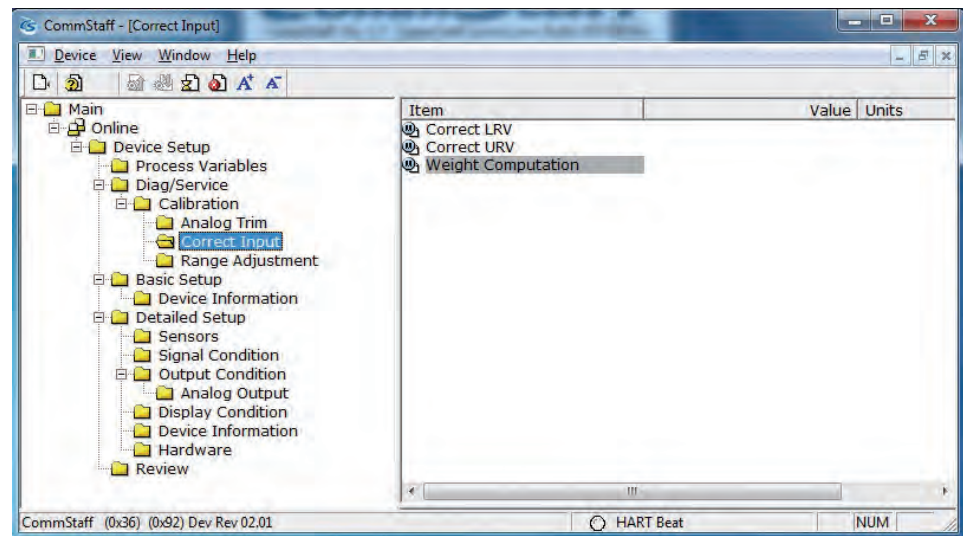 CommStaff - [Correct Input]
Device View Window Help
Main
Online
Device Setup
Process Variables
Diag/Service
Calibration
Analog Trim
Correct Input
Range Adjustment
Basic Setup
Device Information
Detailed Setup
Sensors
Signal Condition
Output Condition
Analog Output
Display Condition
Device Information
Hardware
Review
Item Value Units
Correct LRV
Correct URV
Weight Computation
CommStaff (0x36) (0x92) Dev Rev 02.01 HART Beat NUM